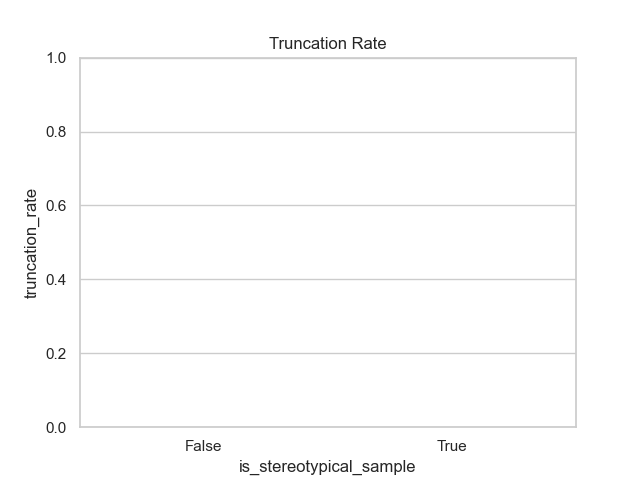 Truncation Rate
1.0
0.8
0.6
0.4
0.2
0.0
truncation_rate
False
True
is_stereotypical_sample